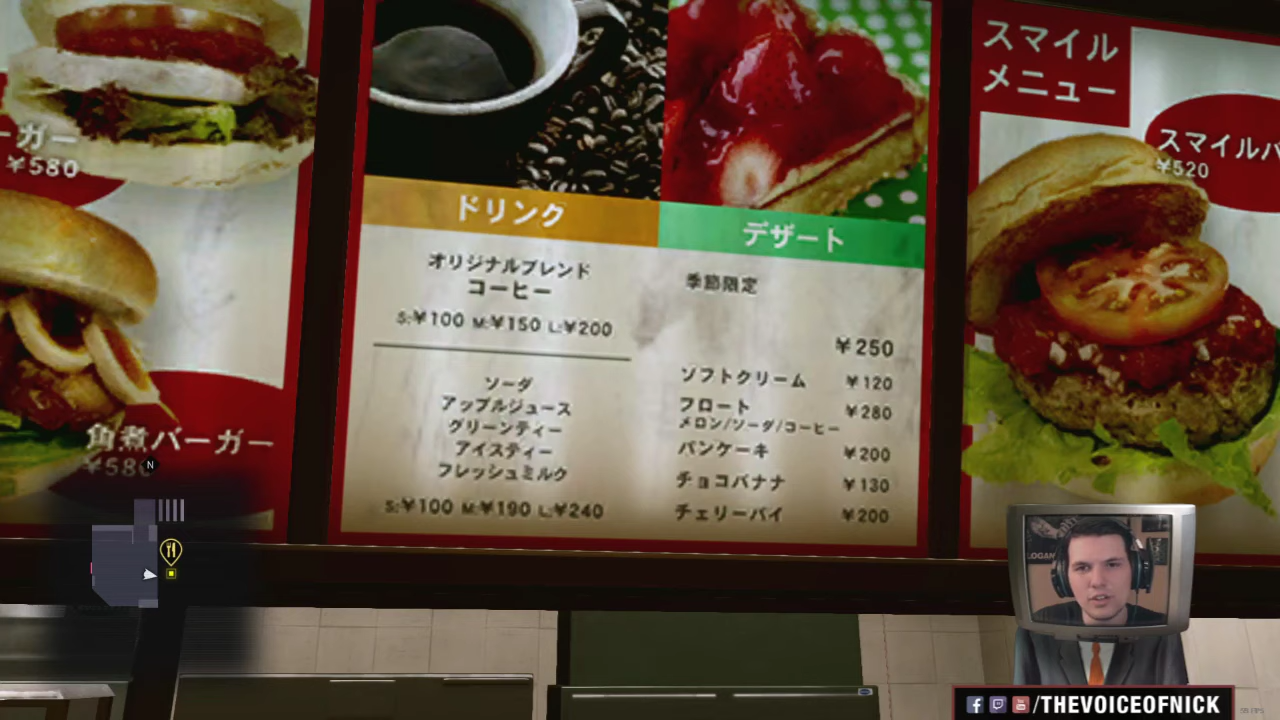 ーガー
¥580
角煮バーガー
¥580
N
ドリンク
オリジナルブレンド
コーヒー
S:¥100 M:¥150 L:¥200
ソーダ
アップルジュース
グリーンティー
アイスティー
フレッシュミルク
S:¥100 M:¥190 L:¥240
デザート
季節限定
¥250
ソフトクリーム ¥120
フロート ¥280
メロン/ソーダ/コーヒー
パンケーキ ¥200
チョコバナナ ¥130
チェリーパイ ¥200
スマイル
メニュー
スマイルバ
¥520
LOGAN
/THEVOICEOFNICK